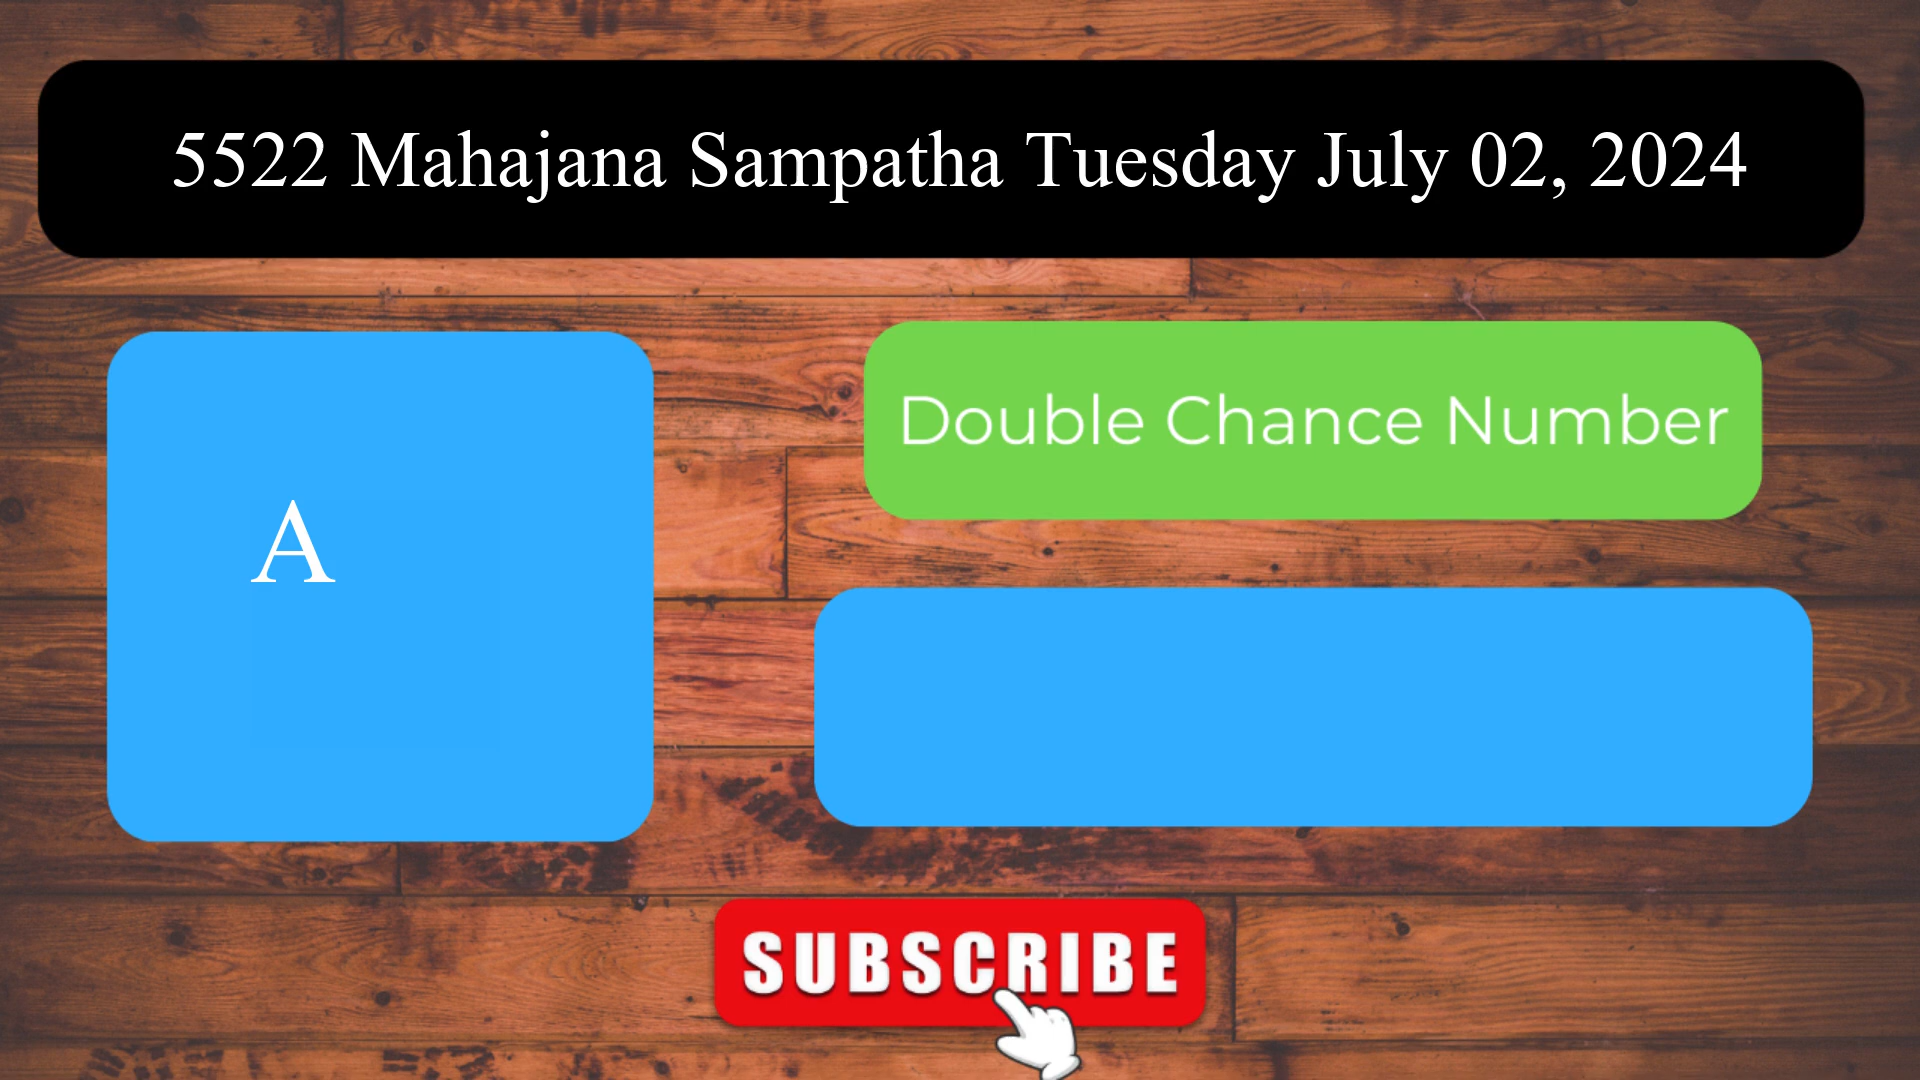 5522 Mahajana Sampatha Tuesday July 02, 2024
A
Double Chance Number
SUBSCRIBE